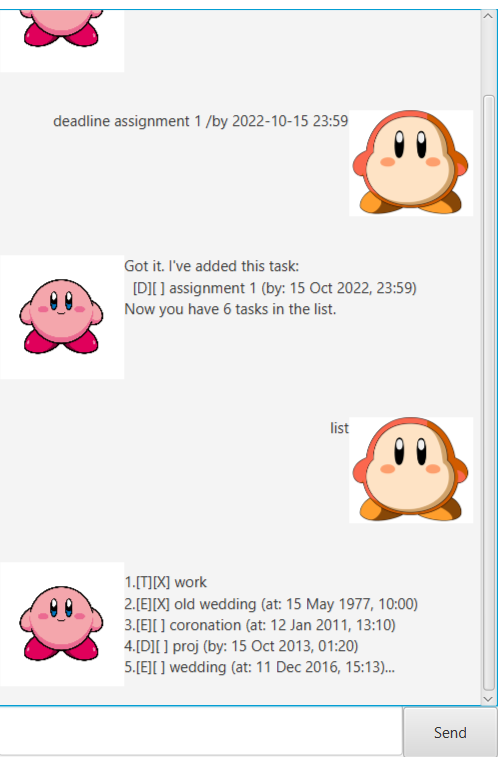 deadline assignment 1 /by 2022-10-15 23:59
Got it. I've added this task:
[D][ ] assignment 1 (by: 15 Oct 2022, 23:59)
Now you have 6 tasks in the list.
list
1.[T][X] work
2.[E][X] old wedding (at: 15 May 1977, 10:00)
3.[E][ ] coronation (at: 12 Jan 2011, 13:10)
4.[D][ ] proj (by: 15 Oct 2013, 01:20)
5.[E][ ] wedding (at: 11 Dec 2016, 15:13)...
Send